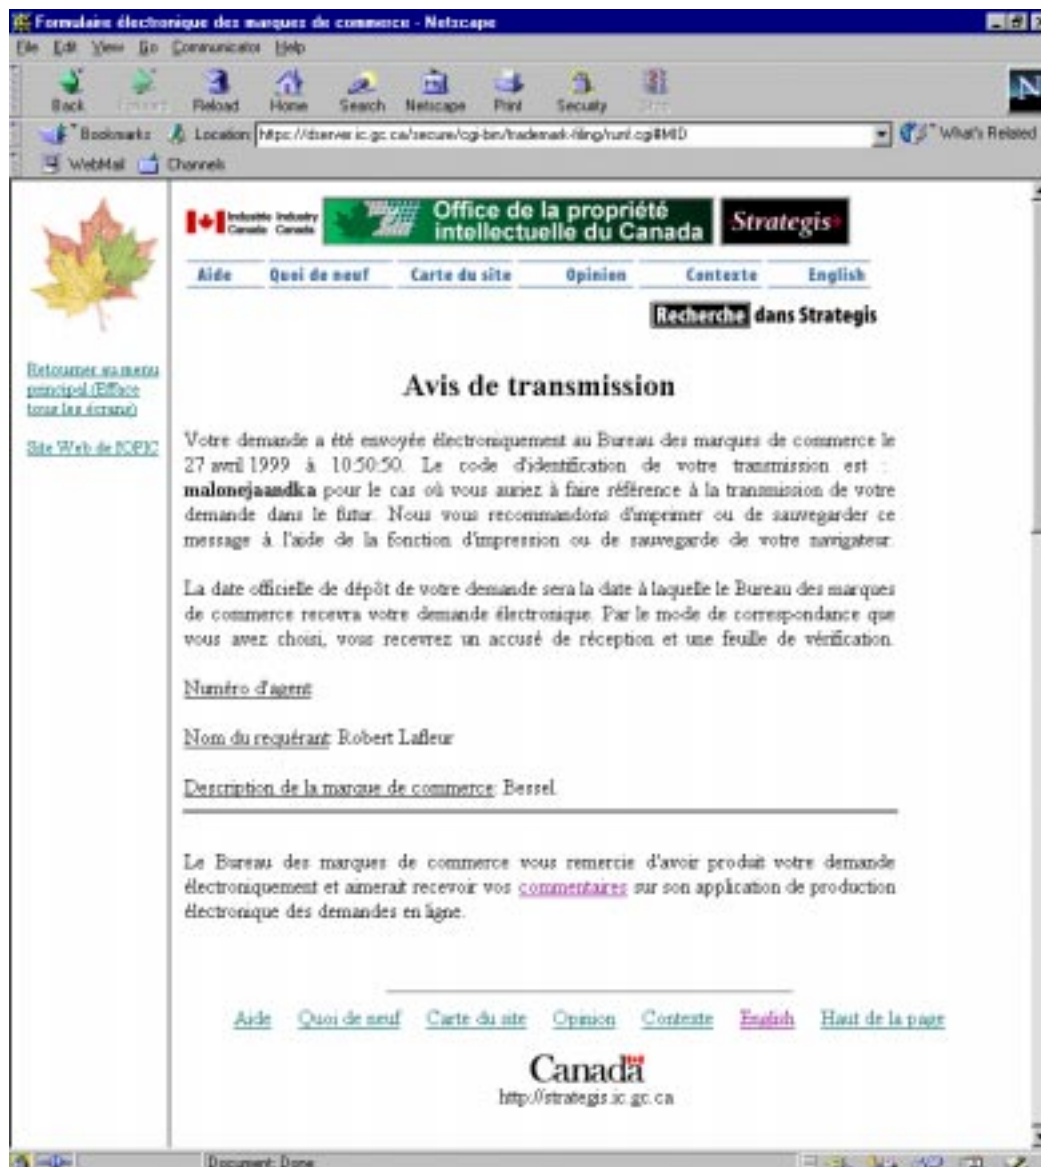 Formulaire électronique des marques de commerce - Netscape
File Edit View Go Communicator Help
Back Forward Reload Home Search Netscape Print Security Stop
Bookmarks Location: https://dserver.ic.gc.ca/secure/cgi-bin/trademark-filing/runf.cgi#MID What's Related
WebMail Channels
Industrie Industry
Canada Canada
Office de la propriété
intellectuelle du Canada
Strategis
Aide Quoi de neuf Carte du site Opinion Contexte English
Recherche dans Strategis
Retourner au menu
principal (Efface
tous les écrans)
Site Web de l'OPIC
Avis de transmission
Votre demande a été envoyée électroniquement au Bureau des marques de commerce le
27 avril 1999 à 10:50:50. Le code d'identification de votre transmission est :
malonejaandka pour le cas où vous auriez à faire référence à la transmission de votre
demande dans le futur. Nous vous recommandons d'imprimer ou de sauvegarder ce
message à l'aide de la fonction d'impression ou de sauvegarde de votre navigateur.
La date officielle de dépôt de votre demande sera la date à laquelle le Bureau des marques
de commerce recevra votre demande électronique. Par le mode de correspondance que
vous avez choisi, vous recevrez un accusé de réception et une feuille de vérification.
Numéro d'agent:
Nom du requérant: Robert Lafleur
Description de la marque de commerce: Bessel
Le Bureau des marques de commerce vous remercie d'avoir produit votre demande
électroniquement et aimerait recevoir vos commentaires sur son application de production
électronique des demandes en ligne.
Aide Quoi de neuf Carte du site Opinion Contexte English Haut de la page
Canada
http://strategis.ic.gc.ca
Document: Done